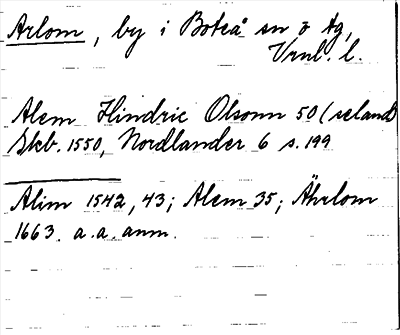 Arlom, by i Boteå sn o tg,
Vrnl. l.
Alem Hindric Olsonn 50 (seland)
Skb. 1550, Nordlander 6 s. 199
Alim 1542, 43; Alem 35; Åhrlom
1663. a.a. anm.